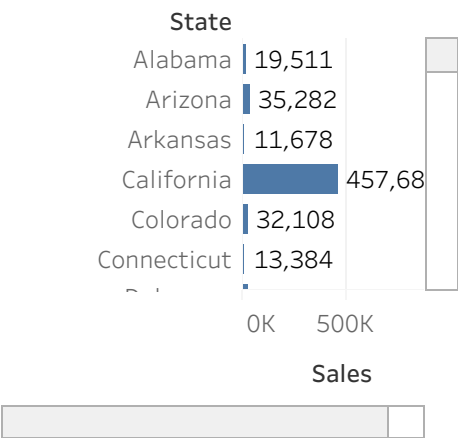 State
Alabama 19,511
Arizona 35,282
Arkansas 11,678
California 457,68
Colorado 32,108
Connecticut 13,384
0K 500K
Sales